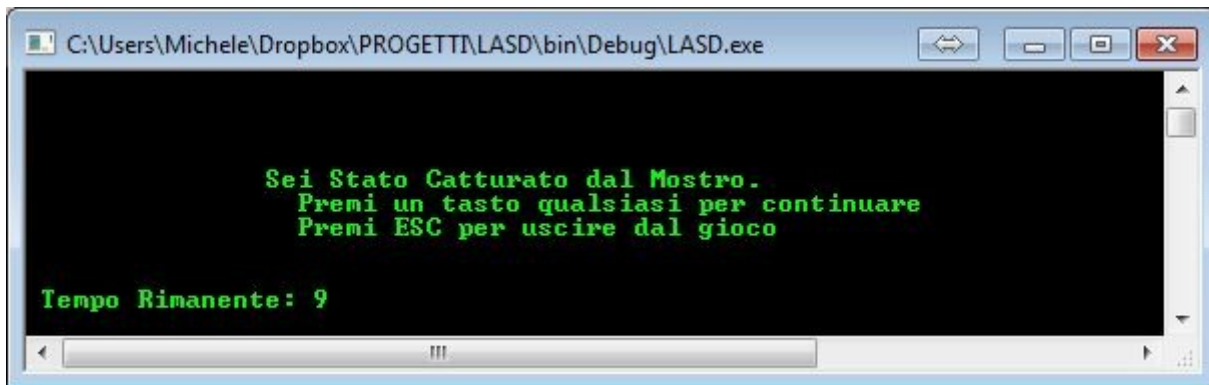 C:\Users\Michele\Dropbox\PROGETTI\LASD\bin\Debug\LASD.exe
Sei Stato Catturato dal Mostro.
Premi un tasto qualsiasi per continuare
Premi ESC per uscire dal gioco
Tempo Rimanente: 9